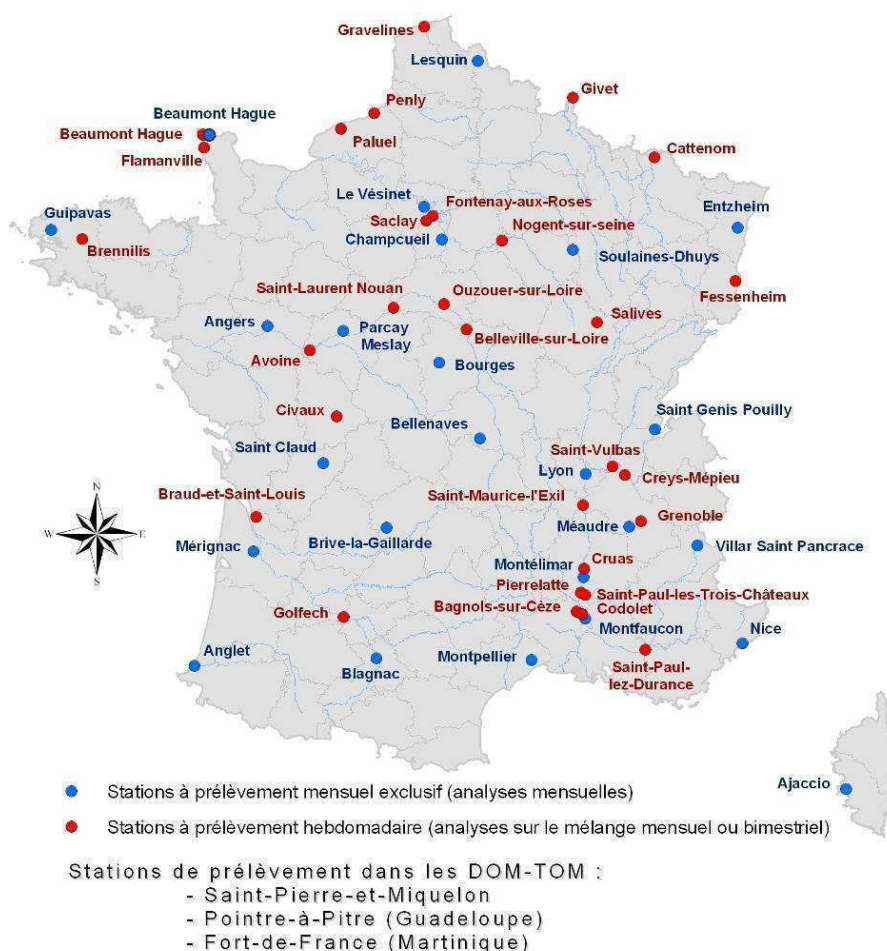 Gravelines
Lesquin
Givet
Penly
Beaumont Hague
Beaumont Hague
Paluel
Flamanville
Cattenom
Le Vésinet
Fontenay-aux-Roses
Guipavas
Saclay
Nogent-sur-seine
Entzheim
Champcueil
Brennilis
Soulaines-Dhuys
Saint-Laurent Nouan
Ouzouer-sur-Loire
Fessenheim
Salives
Angers
Parcay
Meslay
Belleville-sur-Loire
Avoine
Bourges
Civaux
Saint Genis Pouilly
Bellenaves
Saint Claud
Saint-Vulbas
Lyon
Creys-Mépieu
Braud-et-Saint-Louis
Saint-Maurice-l'Exil
Grenoble
N
W
E
S
Méaudre
Mérignac
Brive-la-Gaillarde
Villar Saint Pancrace
Montélimar
Cruas
Pierrelatte
Saint-Paul-les-Trois-Châteaux
Golfech
Bagnols-sur-Cèze
Codolet
Montfaucon
Nice
Anglet
Blagnac
Montpellier
Saint-Paul-
lez-Durance
Ajaccio
Stations à prélèvement mensuel exclusif (analyses mensuelles)
Stations à prélèvement hebdomadaire (analyses sur le mélange mensuel ou bimestriel)
Stations de prélèvement dans les DOM-TOM :
- Saint-Pierre-et-Miquelon
- Pointre-à-Pitre (Guadeloupe)
- Fort-de-France (Martinique)